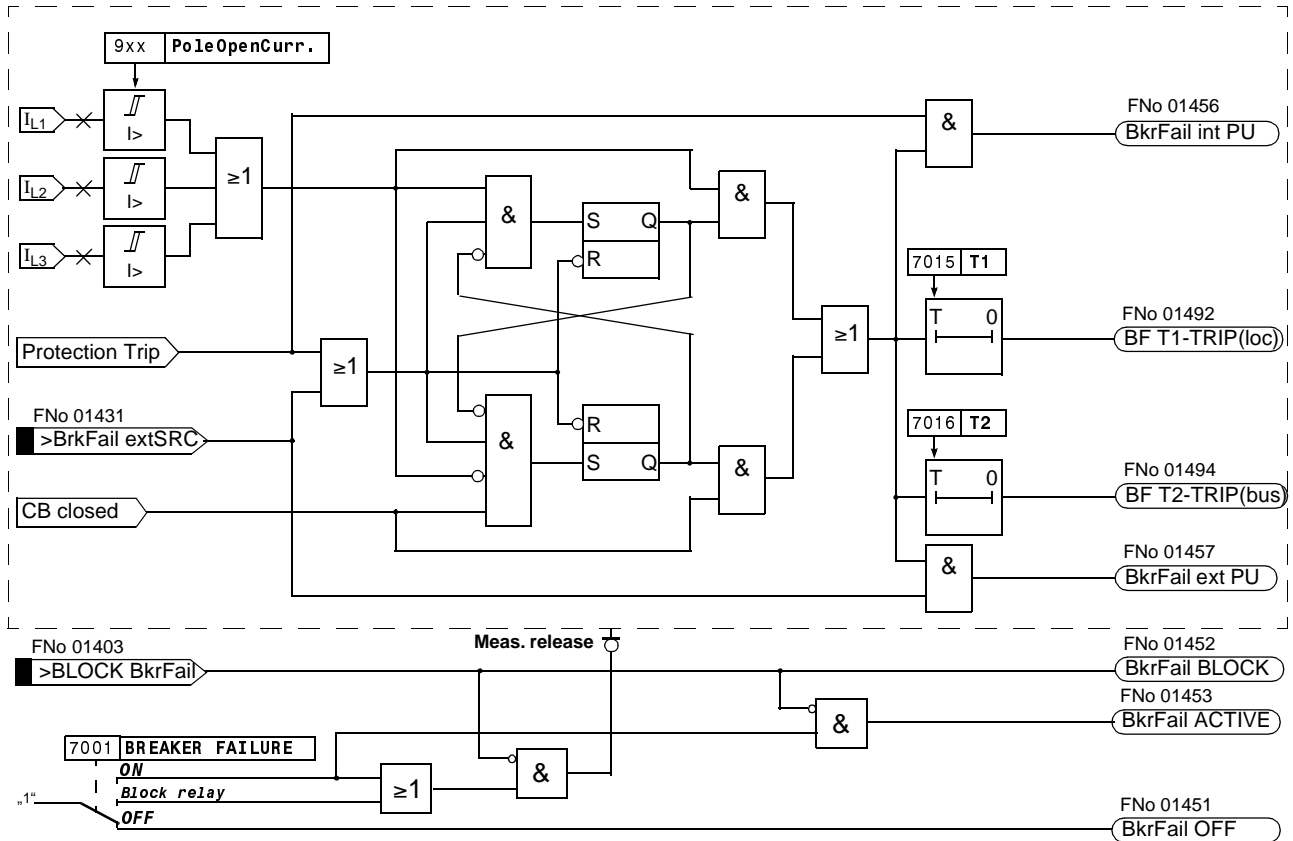 9xx PoleOpenCurr.
IL1
I>
IL2
I>
IL3
I>
≥1
&
S Q
R
&
&
FNo 01456
BkrFail int PU
7015 T1
T 0
FNo 01492
BF T1-TRIP(loc)
Protection Trip
≥1
≥1
FNo 01431
>BrkFail extSRC
&
R
S Q
&
7016 T2
T 0
FNo 01494
BF T2-TRIP(bus)
CB closed
&
FNo 01457
BkrFail ext PU
Meas. release
FNo 01403
>BLOCK BkrFail
FNo 01452
BkrFail BLOCK
FNo 01453
&
BkrFail ACTIVE
7001 BREAKER FAILURE
ON
Block relay
OFF
„1“
≥1
&
FNo 01451
BkrFail OFF